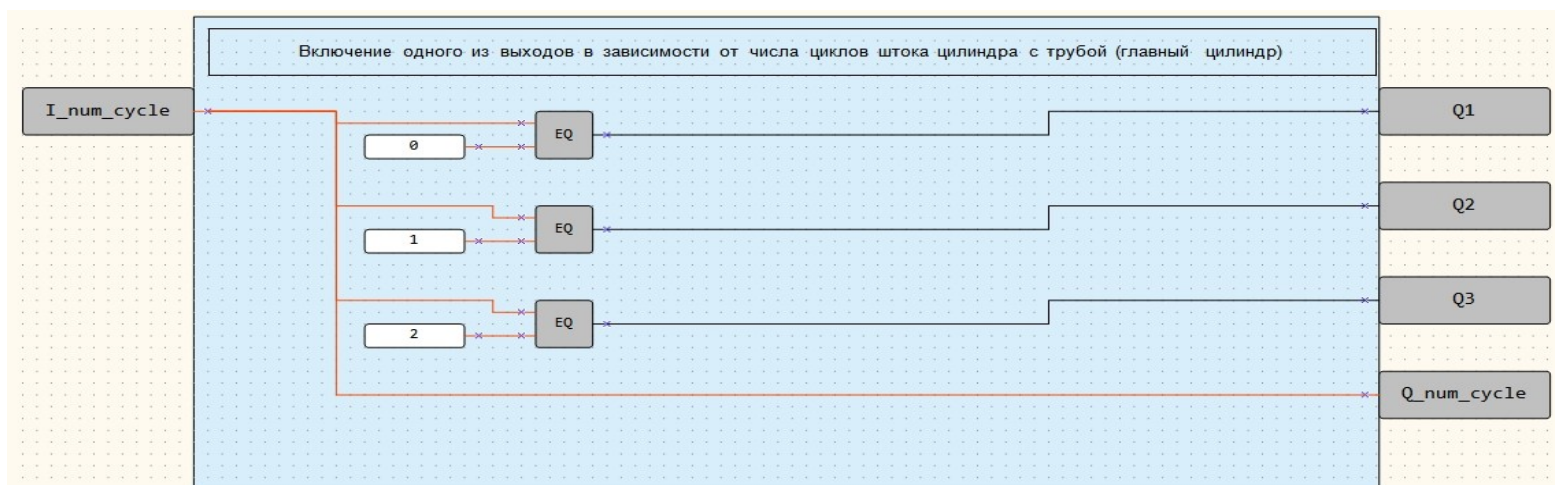 Включение одного из выходов в зависимости от числа циклов штока цилиндра с трубой (главный цилиндр)
I_num_cycle
Q1
EQ
0
Q2
EQ
1
Q3
EQ
2
Q_num_cycle